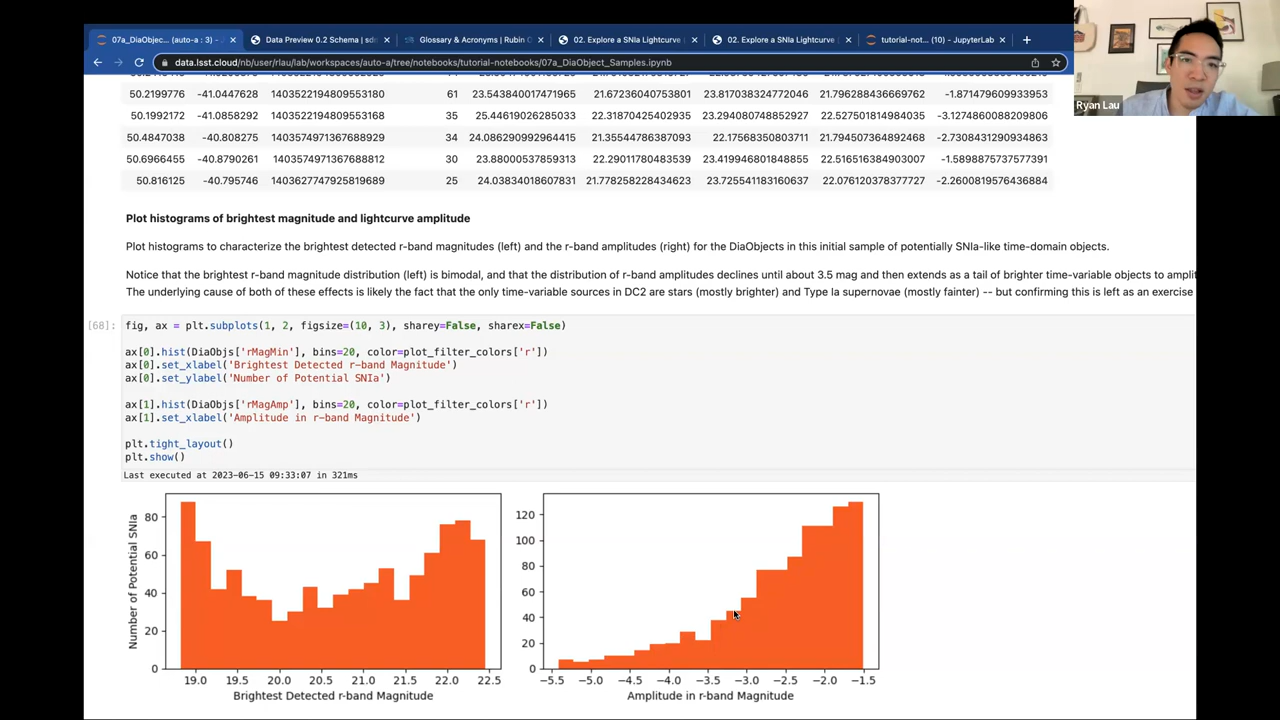 07a_DiaObjec… (auto-a : 3) -
Data Preview 0.2 Schema | sdm
Glossary & Acronyms | Rubin O
02. Explore a SNIa Lightcurve
02. Explore a SNIa Lightcurve
tutorial-not… (10) - JupyterLab
data.lsst.cloud/nb/user/rlau/lab/workspaces/auto-a/tree/notebooks/tutorial-notebooks/07a_DiaObject_Samples.ipynb
Ryan Lau
50.2199776 -41.0447628 1403522194809553180 61 23.543840017471965 21.67236040753801 23.817038324772046 21.796288436669762 -1.871479609933953
50.1992172 -41.0858292 1403522194809553168 35 25.44619026285033 22.31870425402935 23.294080748852927 22.527501814984035 -3.1274860088209806
50.4847038 -40.808275 1403574971367688929 34 24.086290992964415 21.35544786387093 22.17568350803711 21.794507364892468 -2.7308431290934863
50.6966455 -40.8790261 1403574971367688812 30 23.88000537859313 22.29011780483539 23.419946801848855 22.516516384903007 -1.5898875737577391
50.816125 -40.795746 1403627747925819689 25 24.03834018607831 21.778258228434623 23.725541183160637 22.076120378377727 -2.2600819576436884
Plot histograms of brightest magnitude and lightcurve amplitude
Plot histograms to characterize the brightest detected r-band magnitudes (left) and the r-band amplitudes (right) for the DiaObjects in this initial sample of potentially SNIa-like time-domain objects.
Notice that the brightest r-band magnitude distribution (left) is bimodal, and that the distribution of r-band amplitudes declines until about 3.5 mag and then extends as a tail of brighter time-variable objects to amplit
The underlying cause of both of these effects is likely the fact that the only time-variable sources in DC2 are stars (mostly brighter) and Type Ia supernovae (mostly fainter) -- but confirming this is left as an exercise
[68]: fig, ax = plt.subplots(1, 2, figsize=(10, 3), sharey=False, sharex=False)
ax[0].hist(DiaObjs['rMagMin'], bins=20, color=plot_filter_colors['r'])
ax[0].set_xlabel('Brightest Detected r-band Magnitude')
ax[0].set_ylabel('Number of Potential SNIa')
ax[1].hist(DiaObjs['rMagAmp'], bins=20, color=plot_filter_colors['r'])
ax[1].set_xlabel('Amplitude in r-band Magnitude')
plt.tight_layout()
plt.show()
Last executed at 2023-06-15 09:33:07 in 321ms
Number of Potential SNIa
80
60
40
20
0
19.0 19.5 20.0 20.5 21.0 21.5 22.0 22.5
Brightest Detected r-band Magnitude
120
100
80
60
40
20
0
−5.5 −5.0 −4.5 −4.0 −3.5 −3.0 −2.5 −2.0 −1.5
Amplitude in r-band Magnitude